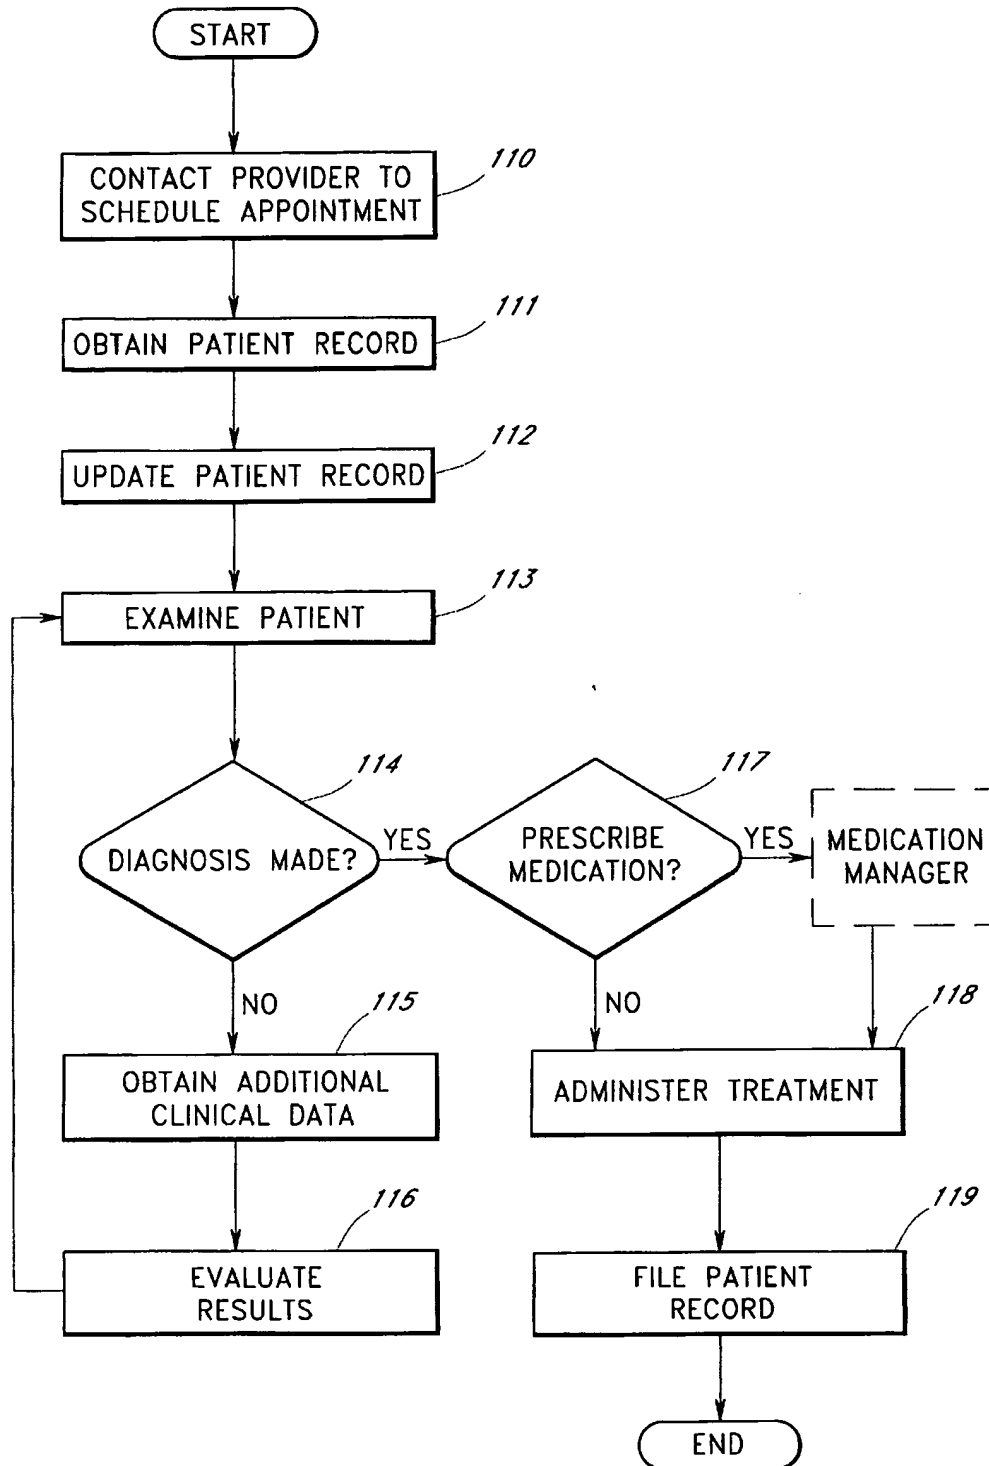 START
110
CONTACT PROVIDER TO
SCHEDULE APPOINTMENT
111
OBTAIN PATIENT RECORD
112
UPDATE PATIENT RECORD
113
EXAMINE PATIENT
114
DIAGNOSIS MADE?
YES
117
PRESCRIBE
MEDICATION?
YES
MEDICATION
MANAGER
NO
115
OBTAIN ADDITIONAL
CLINICAL DATA
NO
118
ADMINISTER TREATMENT
116
EVALUATE
RESULTS
119
FILE PATIENT
RECORD
END